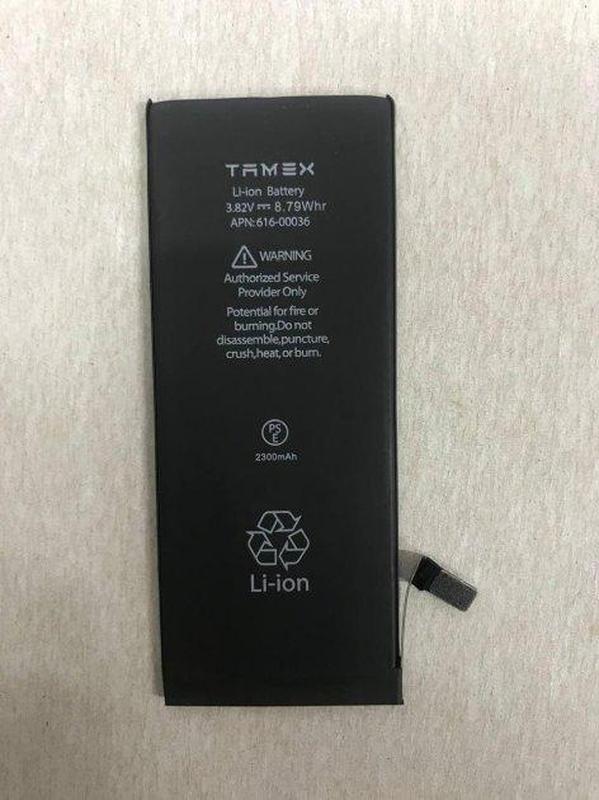 TAMEX
Li-ion Battery
3.82V ⎓ 8.79Whr
APN:616-00036
WARNING
Authorized Service
Provider Only
Potential for fire or
burning.Do not
disassemble,puncture,
crush,heat,or burn.
PS
E
2300mAh
Li-ion